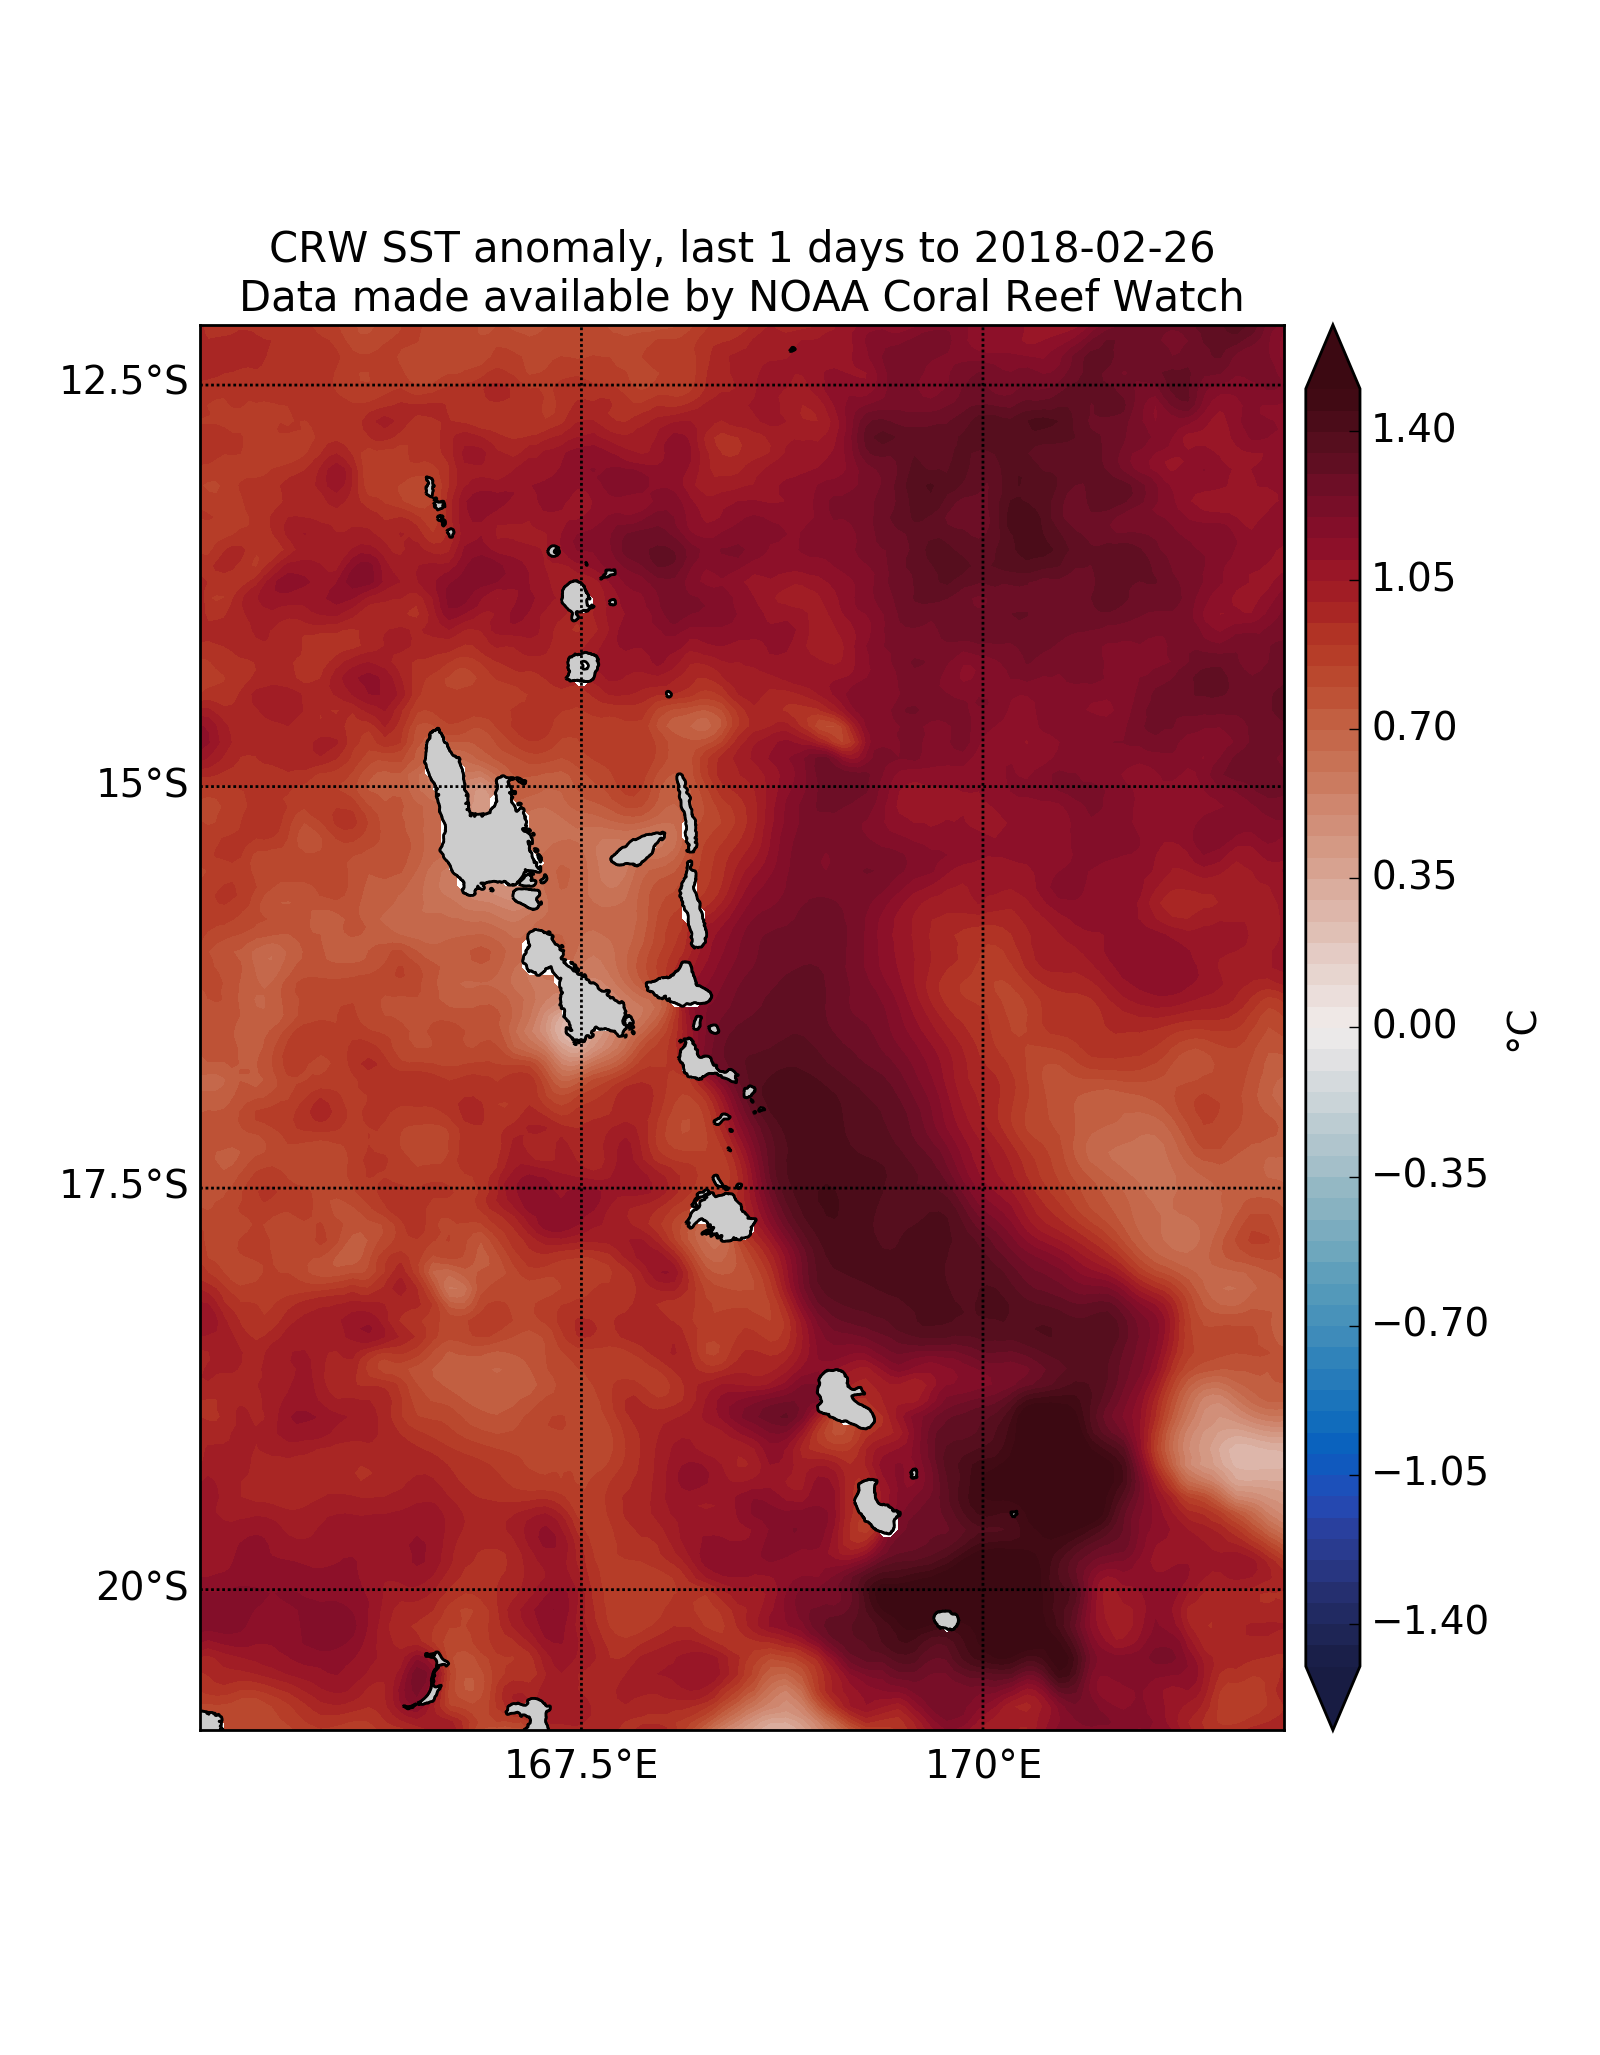 CRW SST anomaly, last 1 days to 2018-02-26
Data made available by NOAA Coral Reef Watch
12.5°S
15°S
17.5°S
20°S
167.5°E
170°E
1.40
1.05
0.70
0.35
0.00
−0.35
−0.70
−1.05
−1.40
°C